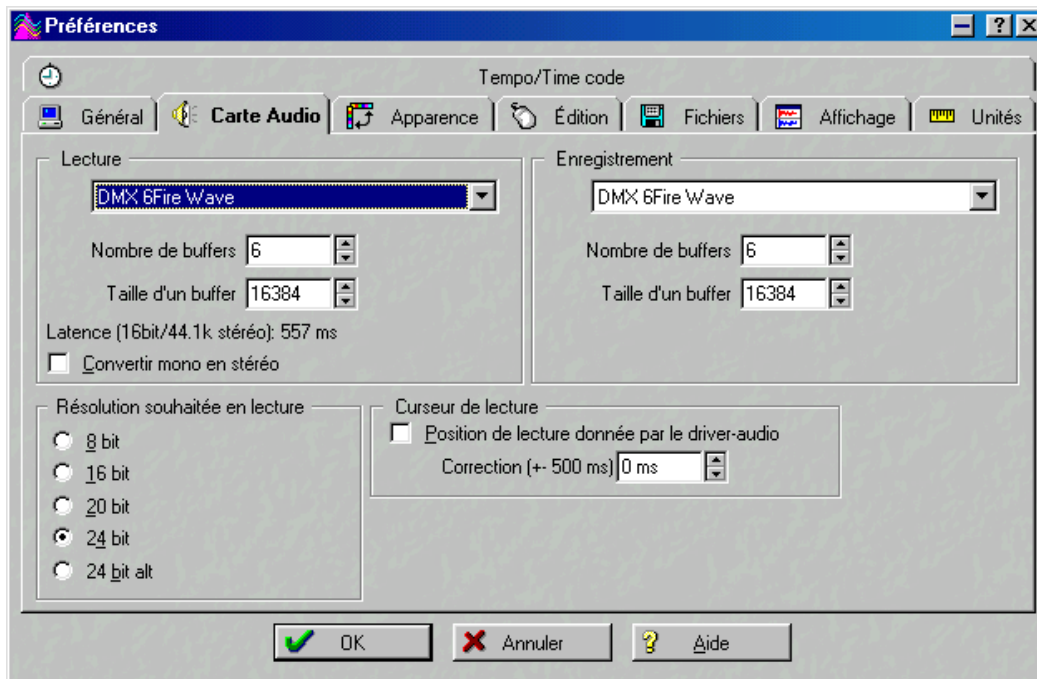 Préférences
Tempo/Time code
Général Carte Audio Apparence Édition Fichiers Affichage Unités
Lecture
DMX 6Fire Wave
Nombre de buffers 6
Taille d'un buffer 16384
Latence (16bit/44.1k stéréo): 557 ms
Convertir mono en stéréo
Enregistrement
DMX 6Fire Wave
Nombre de buffers 6
Taille d'un buffer 16384
Résolution souhaitée en lecture
8 bit
16 bit
20 bit
24 bit
24 bit alt
Curseur de lecture
Position de lecture donnée par le driver-audio
Correction (+- 500 ms) 0 ms
OK Annuler Aide